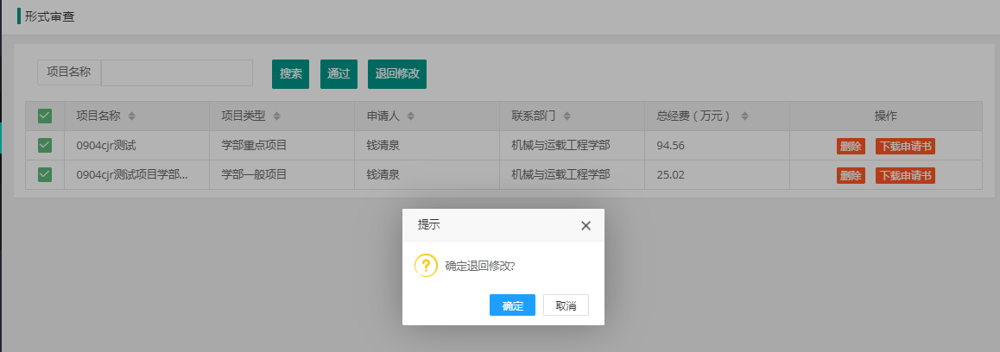 形式审查
项目名称 搜索 通过 退回修改
项目名称 项目类型 申请人 联系部门 总经费（万元） 操作
0904cjr测试 学部重点项目 钱清泉 机械与运载工程学部 94.56 删除 下载申请书
0904cjr测试项目学部... 学部一般项目 钱清泉 机械与运载工程学部 25.02 删除 下载申请书
提示
确定退回修改?
确定 取消